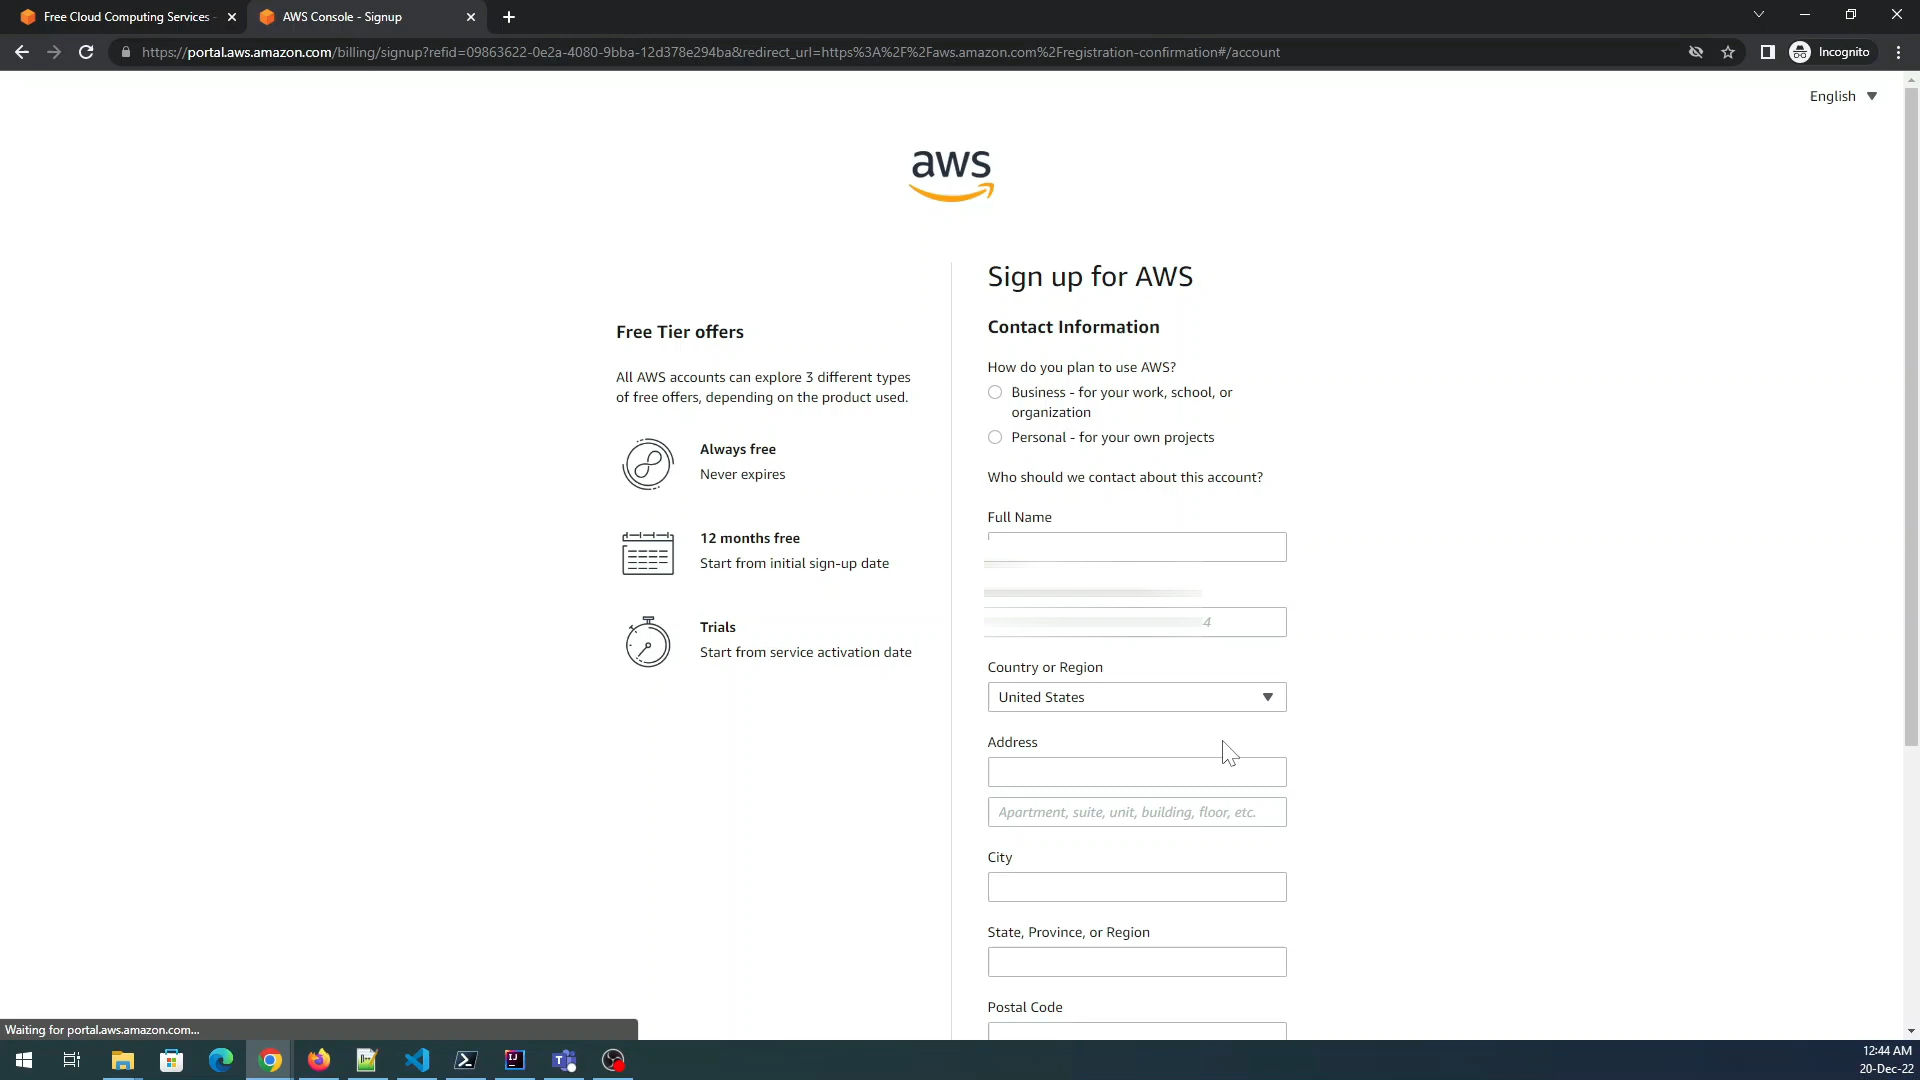 Free Cloud Computing Services -
AWS Console - Signup
https://portal.aws.amazon.com/billing/signup?refid=09863622-0e2a-4080-9bba-12d378e294ba&redirect_url=https%3A%2F%2Faws.amazon.com%2Fregistration-confirmation#/account
Incognito
English
aws
Free Tier offers
All AWS accounts can explore 3 different types
of free offers, depending on the product used.
Always free
Never expires
12 months free
Start from initial sign-up date
Trials
Start from service activation date
Sign up for AWS
Contact Information
How do you plan to use AWS?
Business - for your work, school, or
organization
Personal - for your own projects
Who should we contact about this account?
Full Name
4
Country or Region
United States
Address
Apartment, suite, unit, building, floor, etc.
City
State, Province, or Region
Postal Code
Waiting for portal.aws.amazon.com...
12:44 AM
20-Dec-22